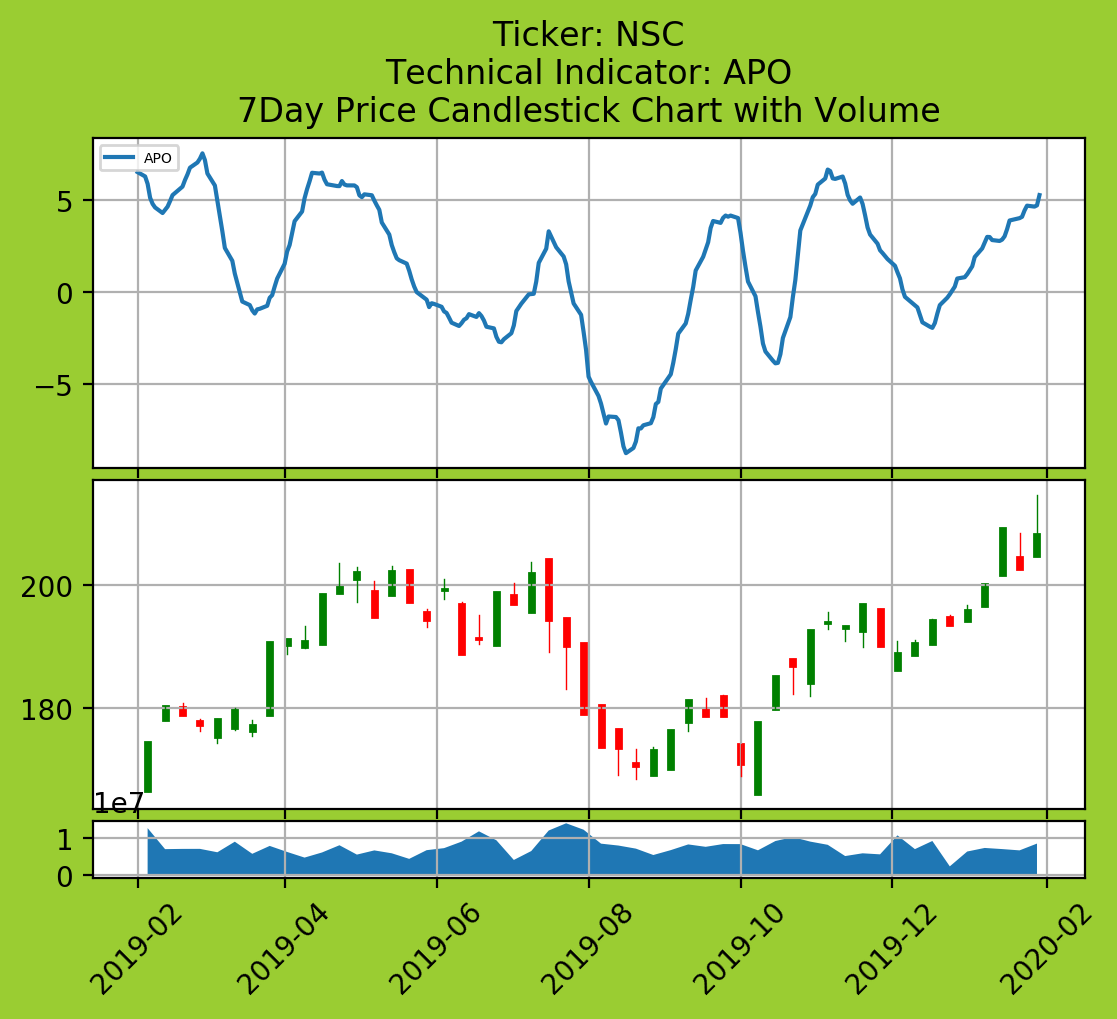 Ticker: NSC
Technical Indicator: APO
7Day Price Candlestick Chart with Volume
APO
5
0
−5
200
180
1e7
1
0
2019-02
2019-04
2019-06
2019-08
2019-10
2019-12
2020-02